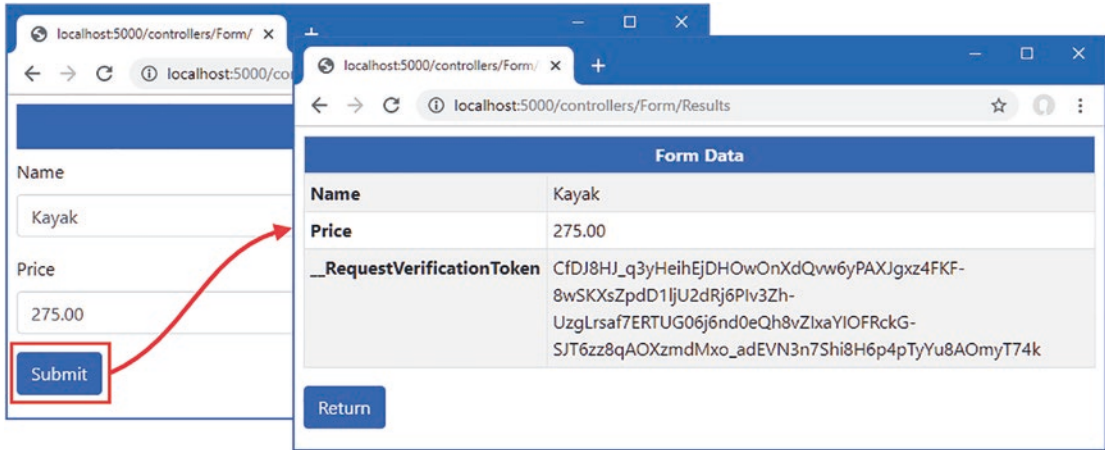 localhost:5000/controllers/Form/
localhost:5000/co
Name
Kayak
Price
275.00
Submit
localhost:5000/controllers/Form/
localhost:5000/controllers/Form/Results
Form Data
Name Kayak
Price 275.00
__RequestVerificationToken CfDJ8HJ_q3yHeihEjDHOwOnXdQvw6yPAXJgxz4FKF-
8wSKXsZpdD1ljU2dRj6PIv3Zh-
UzgLrsaf7ERTUG06j6nd0eQh8vZIxaYIOFRckG-
SJT6zz8qAOXzmdMxo_adEVN3n7Shi8H6p4pTyYu8AOmyT74k
Return